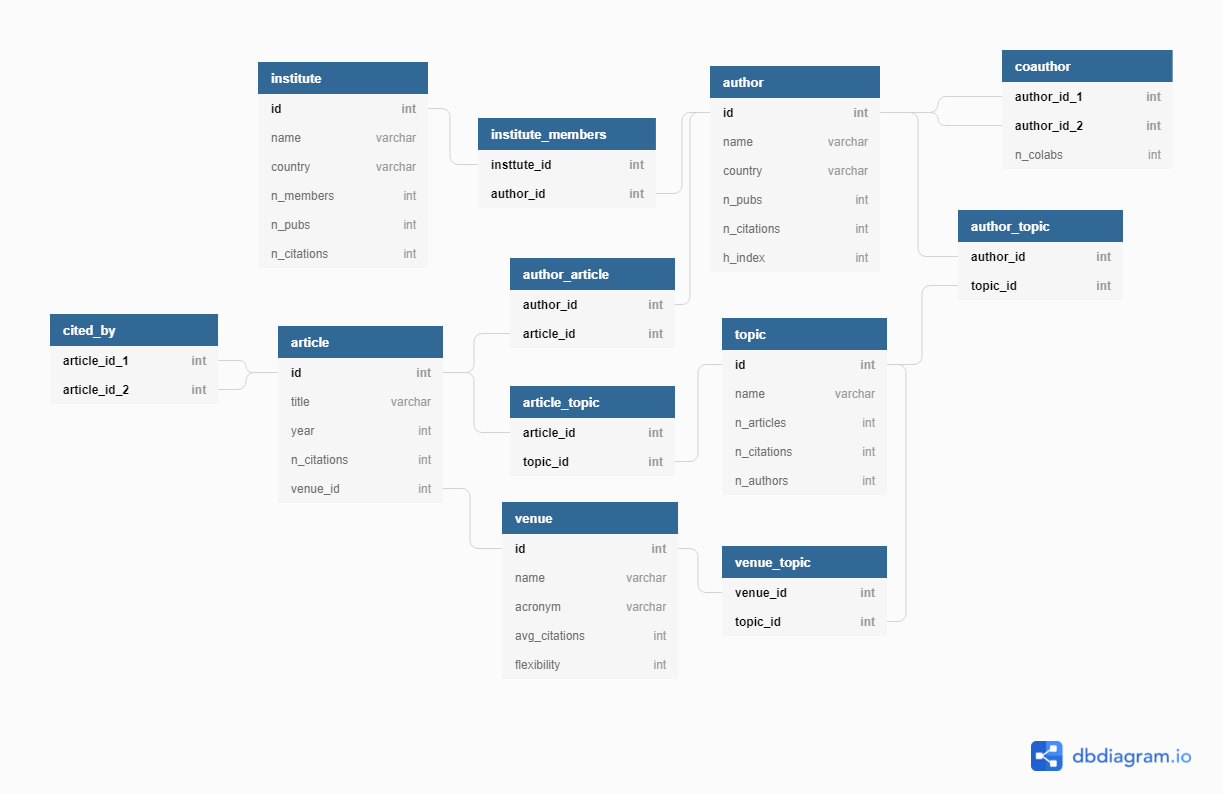 institute
id int
name varchar
country varchar
n_members int
n_pubs int
n_citations int
institute_members
insttute_id int
author_id int
author
id int
name varchar
country varchar
n_pubs int
n_citations int
h_index int
coauthor
author_id_1 int
author_id_2 int
n_colabs int
author_topic
author_id int
topic_id int
author_article
author_id int
article_id int
cited_by
article_id_1 int
article_id_2 int
article
id int
title varchar
year int
n_citations int
venue_id int
article_topic
article_id int
topic_id int
topic
id int
name varchar
n_articles int
n_citations int
n_authors int
venue
id int
name varchar
acronym varchar
avg_citations int
flexibility int
venue_topic
venue_id int
topic_id int
dbdiagram.io